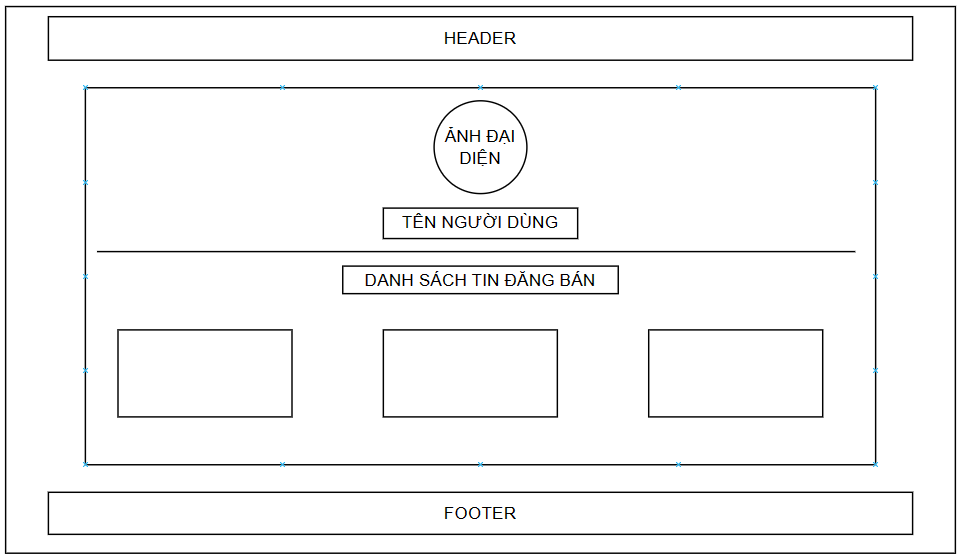 HEADER
ẢNH ĐẠI
DIỆN
TÊN NGƯỜI DÙNG
DANH SÁCH TIN ĐĂNG BÁN
FOOTER